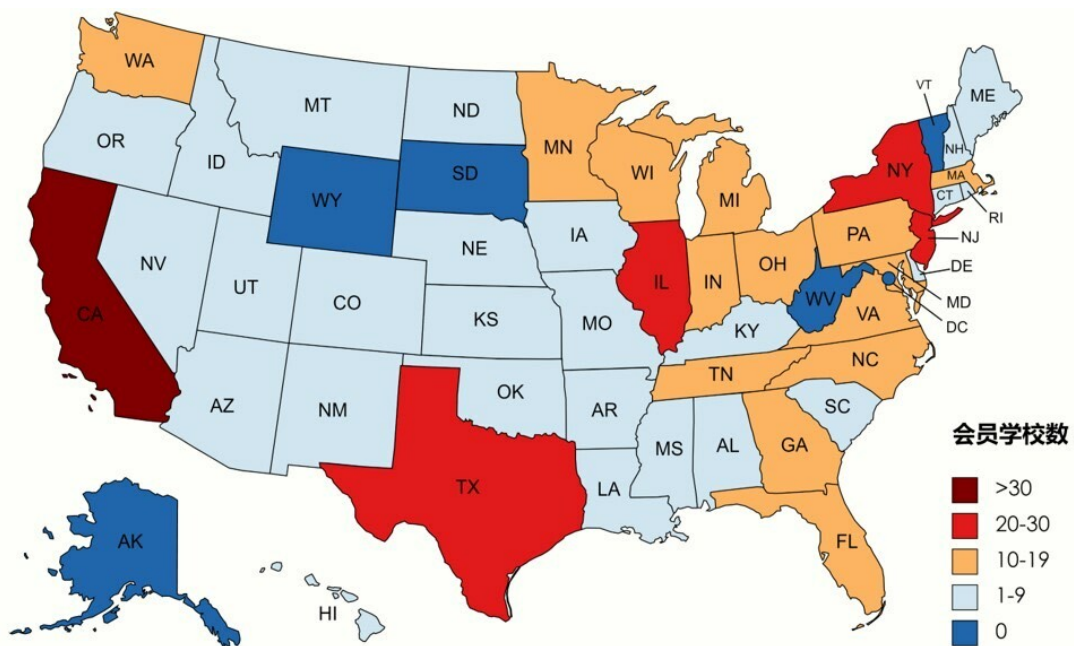 WA
MT
ND
VT
ME
OR
ID
MN
WI
NH
NY
MA
SD
WY
MI
CT
RI
IA
PA
NJ
NE
NV
UT
CO
IL
IN
OH
DE
MD
DC
WV
VA
CA
KS
MO
KY
NC
TN
AZ
NM
OK
AR
SC
MS
AL
GA
TX
LA
FL
AK
HI
会员学校数
>30
20-30
10-19
1-9
0